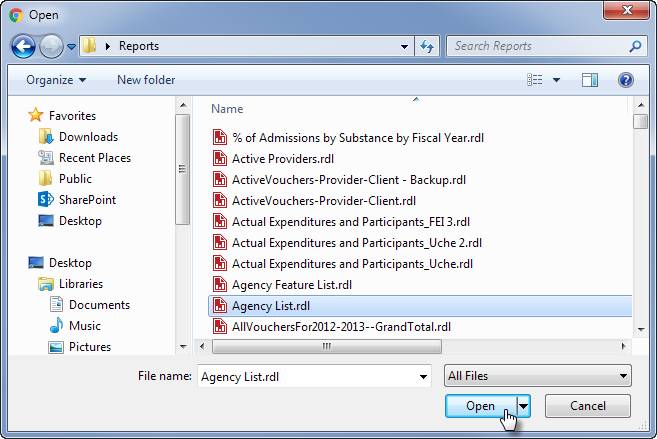 Open
Reports
Search Reports
Organize New folder
Name
Favorites
Downloads
Recent Places
Public
SharePoint
Desktop
Desktop
Libraries
Documents
Music
Pictures
% of Admissions by Substance by Fiscal Year.rdl
Active Providers.rdl
ActiveVouchers-Provider-Client - Backup.rdl
ActiveVouchers-Provider-Client.rdl
Actual Expenditures and Participants_FEI 3.rdl
Actual Expenditures and Participants_Uche 2.rdl
Actual Expenditures and Participants_Uche.rdl
Agency Feature List.rdl
Agency List.rdl
AllVouchersFor2012-2013--GrandTotal.rdl
File name: Agency List.rdl All Files
Open Cancel